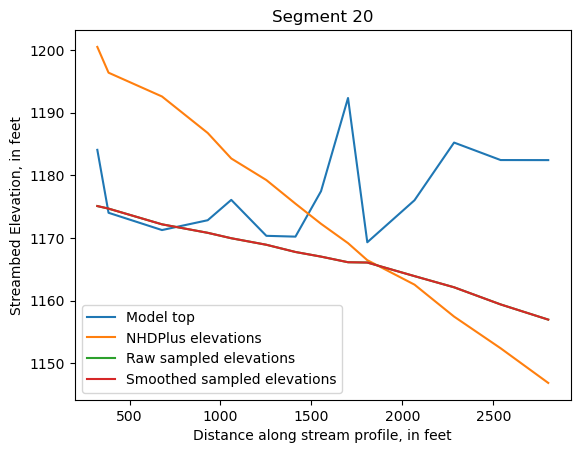 Segment 20
Streambed Elevation, in feet
1200
1190
1180
1170
1160
1150
Model top
NHDPlus elevations
Raw sampled elevations
Smoothed sampled elevations
500
1000
1500
2000
2500
Distance along stream profile, in feet